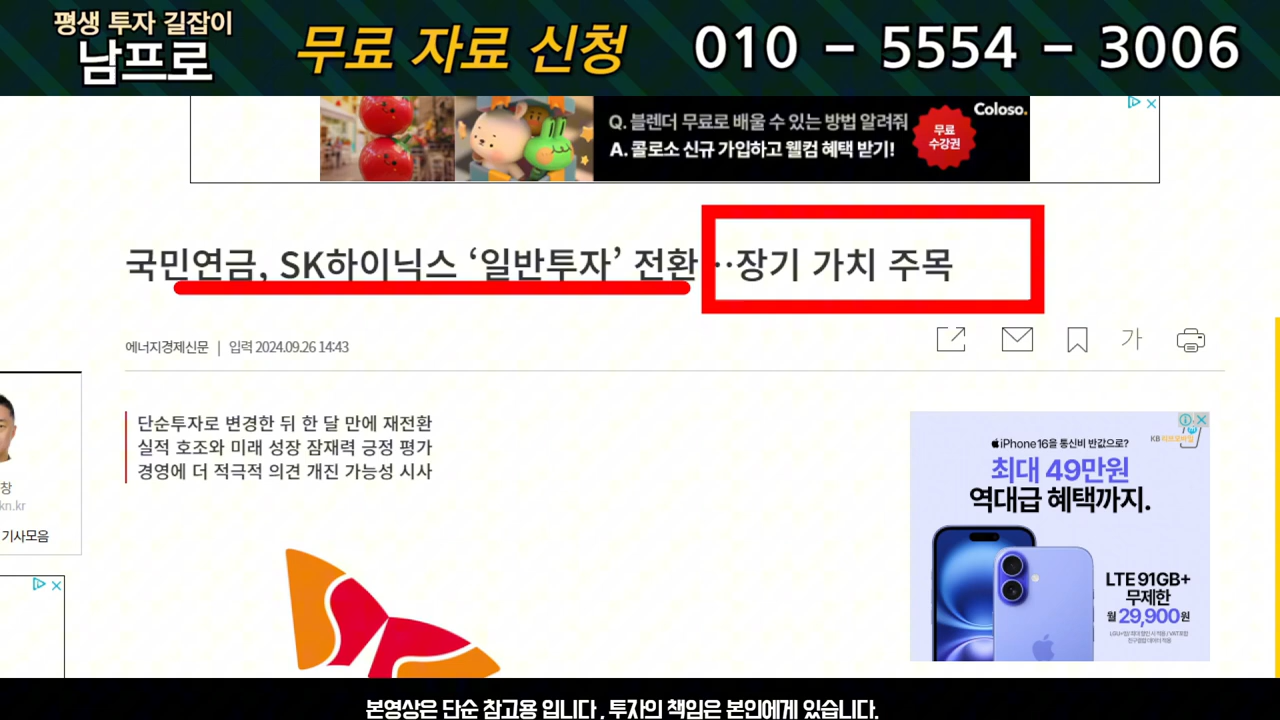 평생 투자 길잡이
남프로
무료 자료 신청
010 - 5554 - 3006
Q. 블렌더 무료로 배울 수 있는 방법 알려줘
A. 콜로소 신규 가입하고 웰컴 혜택 받기!
무료
수강권
Coloso.
국민연금, SK하이닉스 ‘일반투자’ 전환…장기 가치 주목
에너지경제신문 | 입력 2024.09.26 14:43
가
단순투자로 변경한 뒤 한 달 만에 재전환
실적 호조와 미래 성장 잠재력 긍정 평가
경영에 더 적극적 의견 개진 가능성 시사
창
kn.kr
기사모음
iPhone16을 통신비 반값으로?
KB
최대 49만원
역대급 혜택까지.
LTE 91GB+
무제한
월 29,900원
본영상은 단순 참고용 입니다 , 투자의 책임은 본인에게 있습니다.